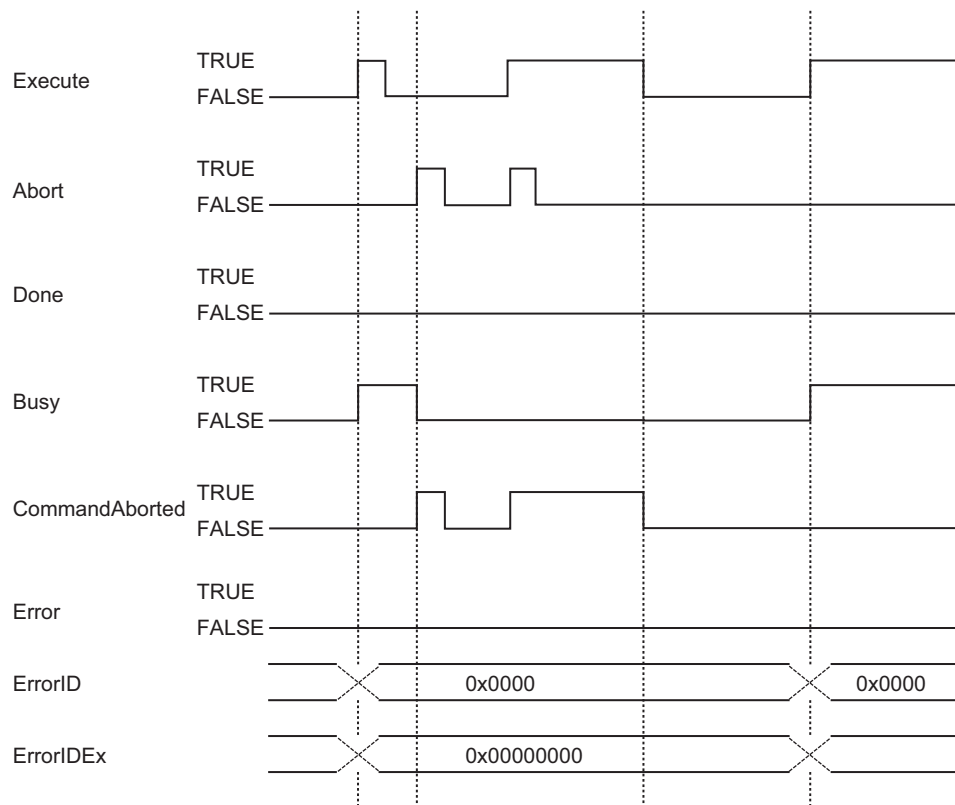 Execute
TRUE
FALSE
Abort
TRUE
FALSE
Done
TRUE
FALSE
Busy
TRUE
FALSE
CommandAborted
TRUE
FALSE
Error
TRUE
FALSE
ErrorID
0x0000
0x0000
ErrorIDEx
0x00000000